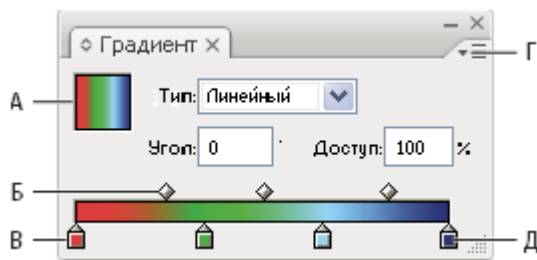 Градиент
Г
А
Тип: Линейный
Угол: 0 ° Доступ: 100 %
Б
В
Д